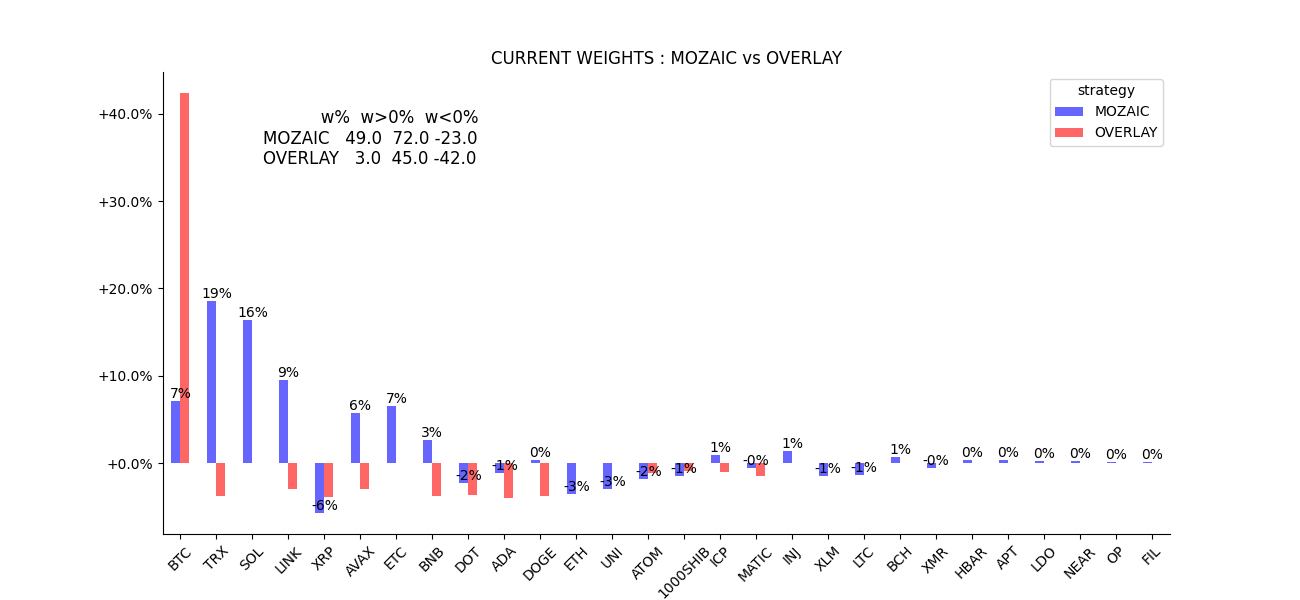 CURRENT WEIGHTS : MOZAIC vs OVERLAY
strategy
MOZAIC
OVERLAY
w% w>0% w<0%
MOZAIC 49.0 72.0 -23.0
OVERLAY 3.0 45.0 -42.0
+40.0%
+30.0%
+20.0%
+10.0%
+0.0%
7%
19%
16%
9%
-6%
6%
7%
3%
-2%
-1%
0%
-3%
-3%
-2%
-1%
1%
-0%
1%
-1%
-1%
1%
-0%
0%
0%
0%
0%
0%
0%
BTC
TRX
SOL
LINK
XRP
AVAX
ETC
BNB
DOT
ADA
DOGE
ETH
UNI
ATOM
1000SHIB
ICP
MATIC
INJ
XLM
LTC
BCH
XMR
HBAR
APT
LDO
NEAR
OP
FIL